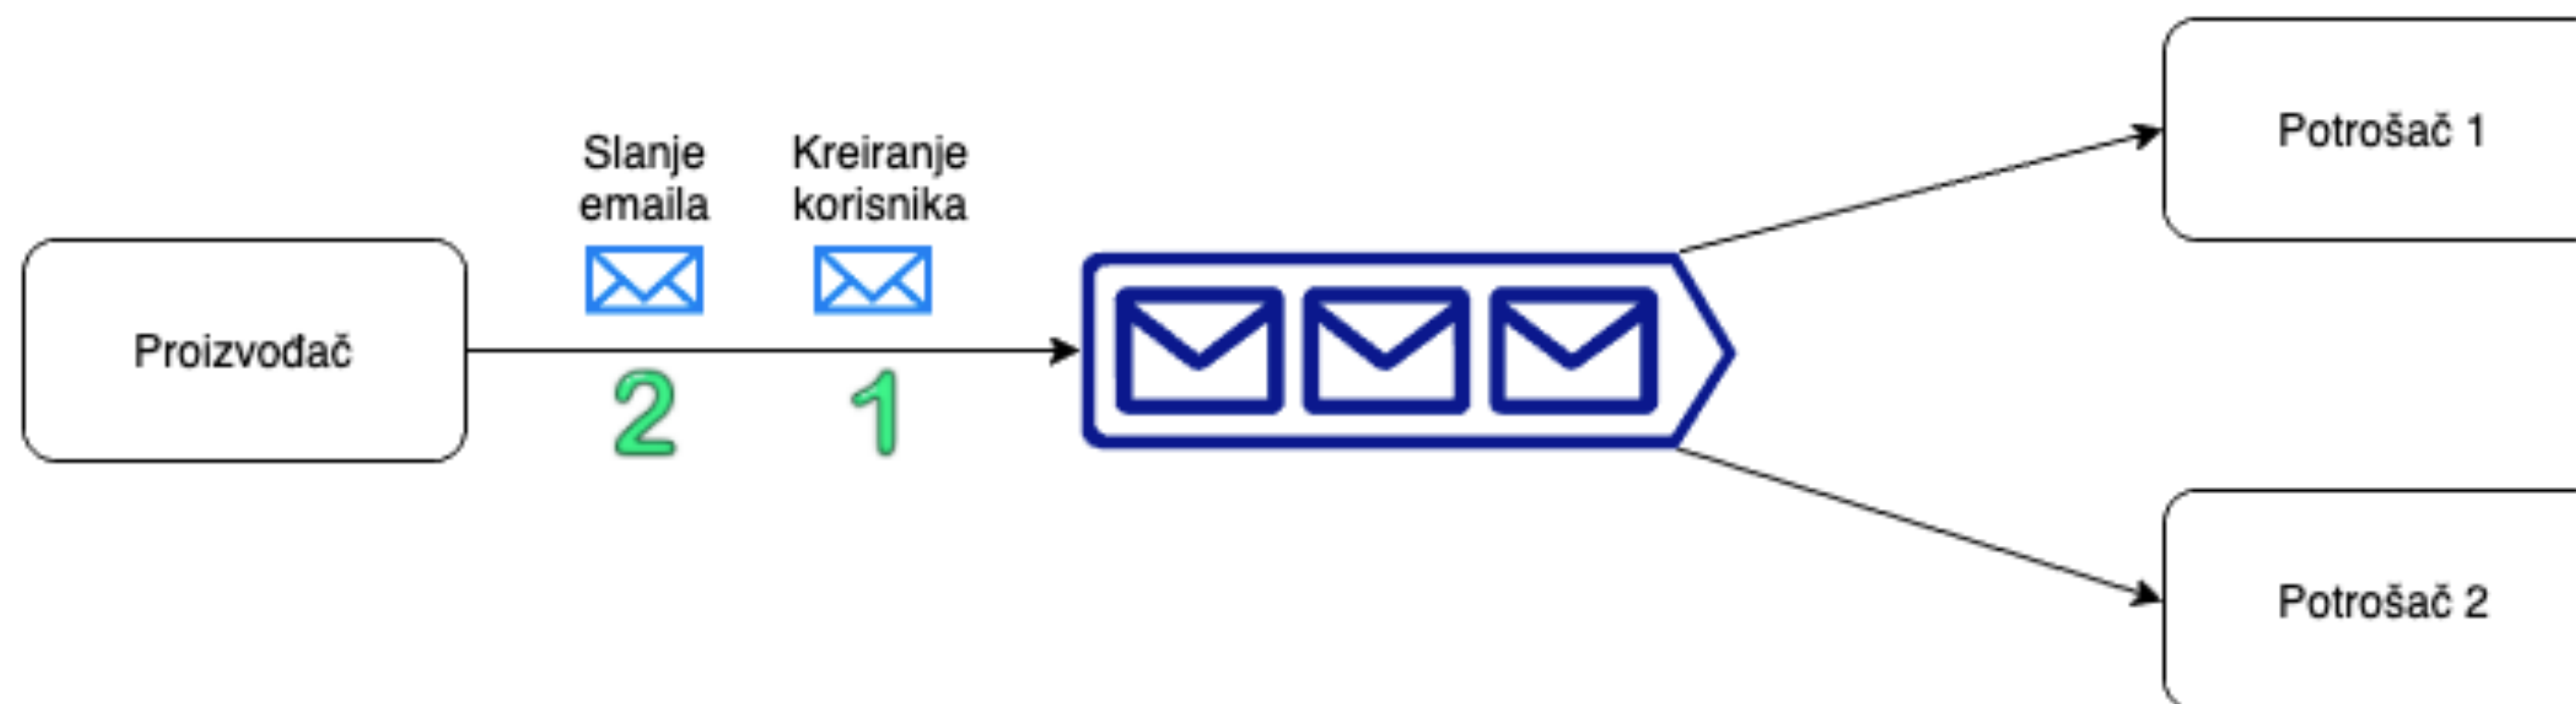 Proizvođač
Slanje
emaila
2
Kreiranje
korisnika
1
Potrošač 1
Potrošač 2